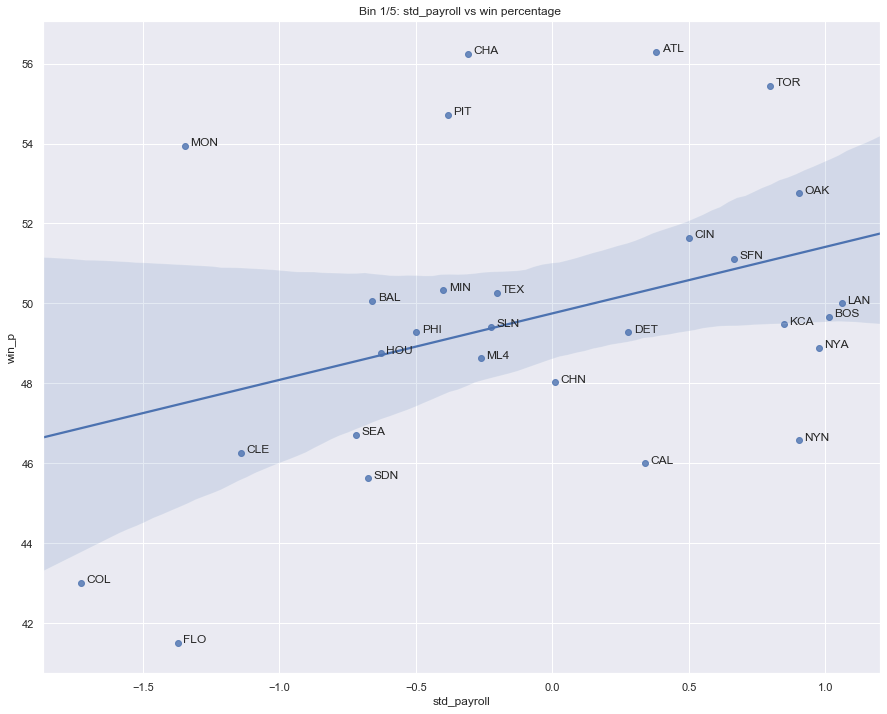 Bin 1/5: std_payroll vs win percentage
56
54
52
50
48
46
44
42
win_p
CHA
ATL
TOR
PIT
MON
OAK
CIN
SFN
MIN
TEX
BAL
LAN
BOS
KCA
SLN
PHI
DET
NYA
HOU
ML4
CHN
SEA
NYN
CLE
CAL
SDN
COL
FLO
−1.5
−1.0
−0.5
0.0
0.5
1.0
std_payroll